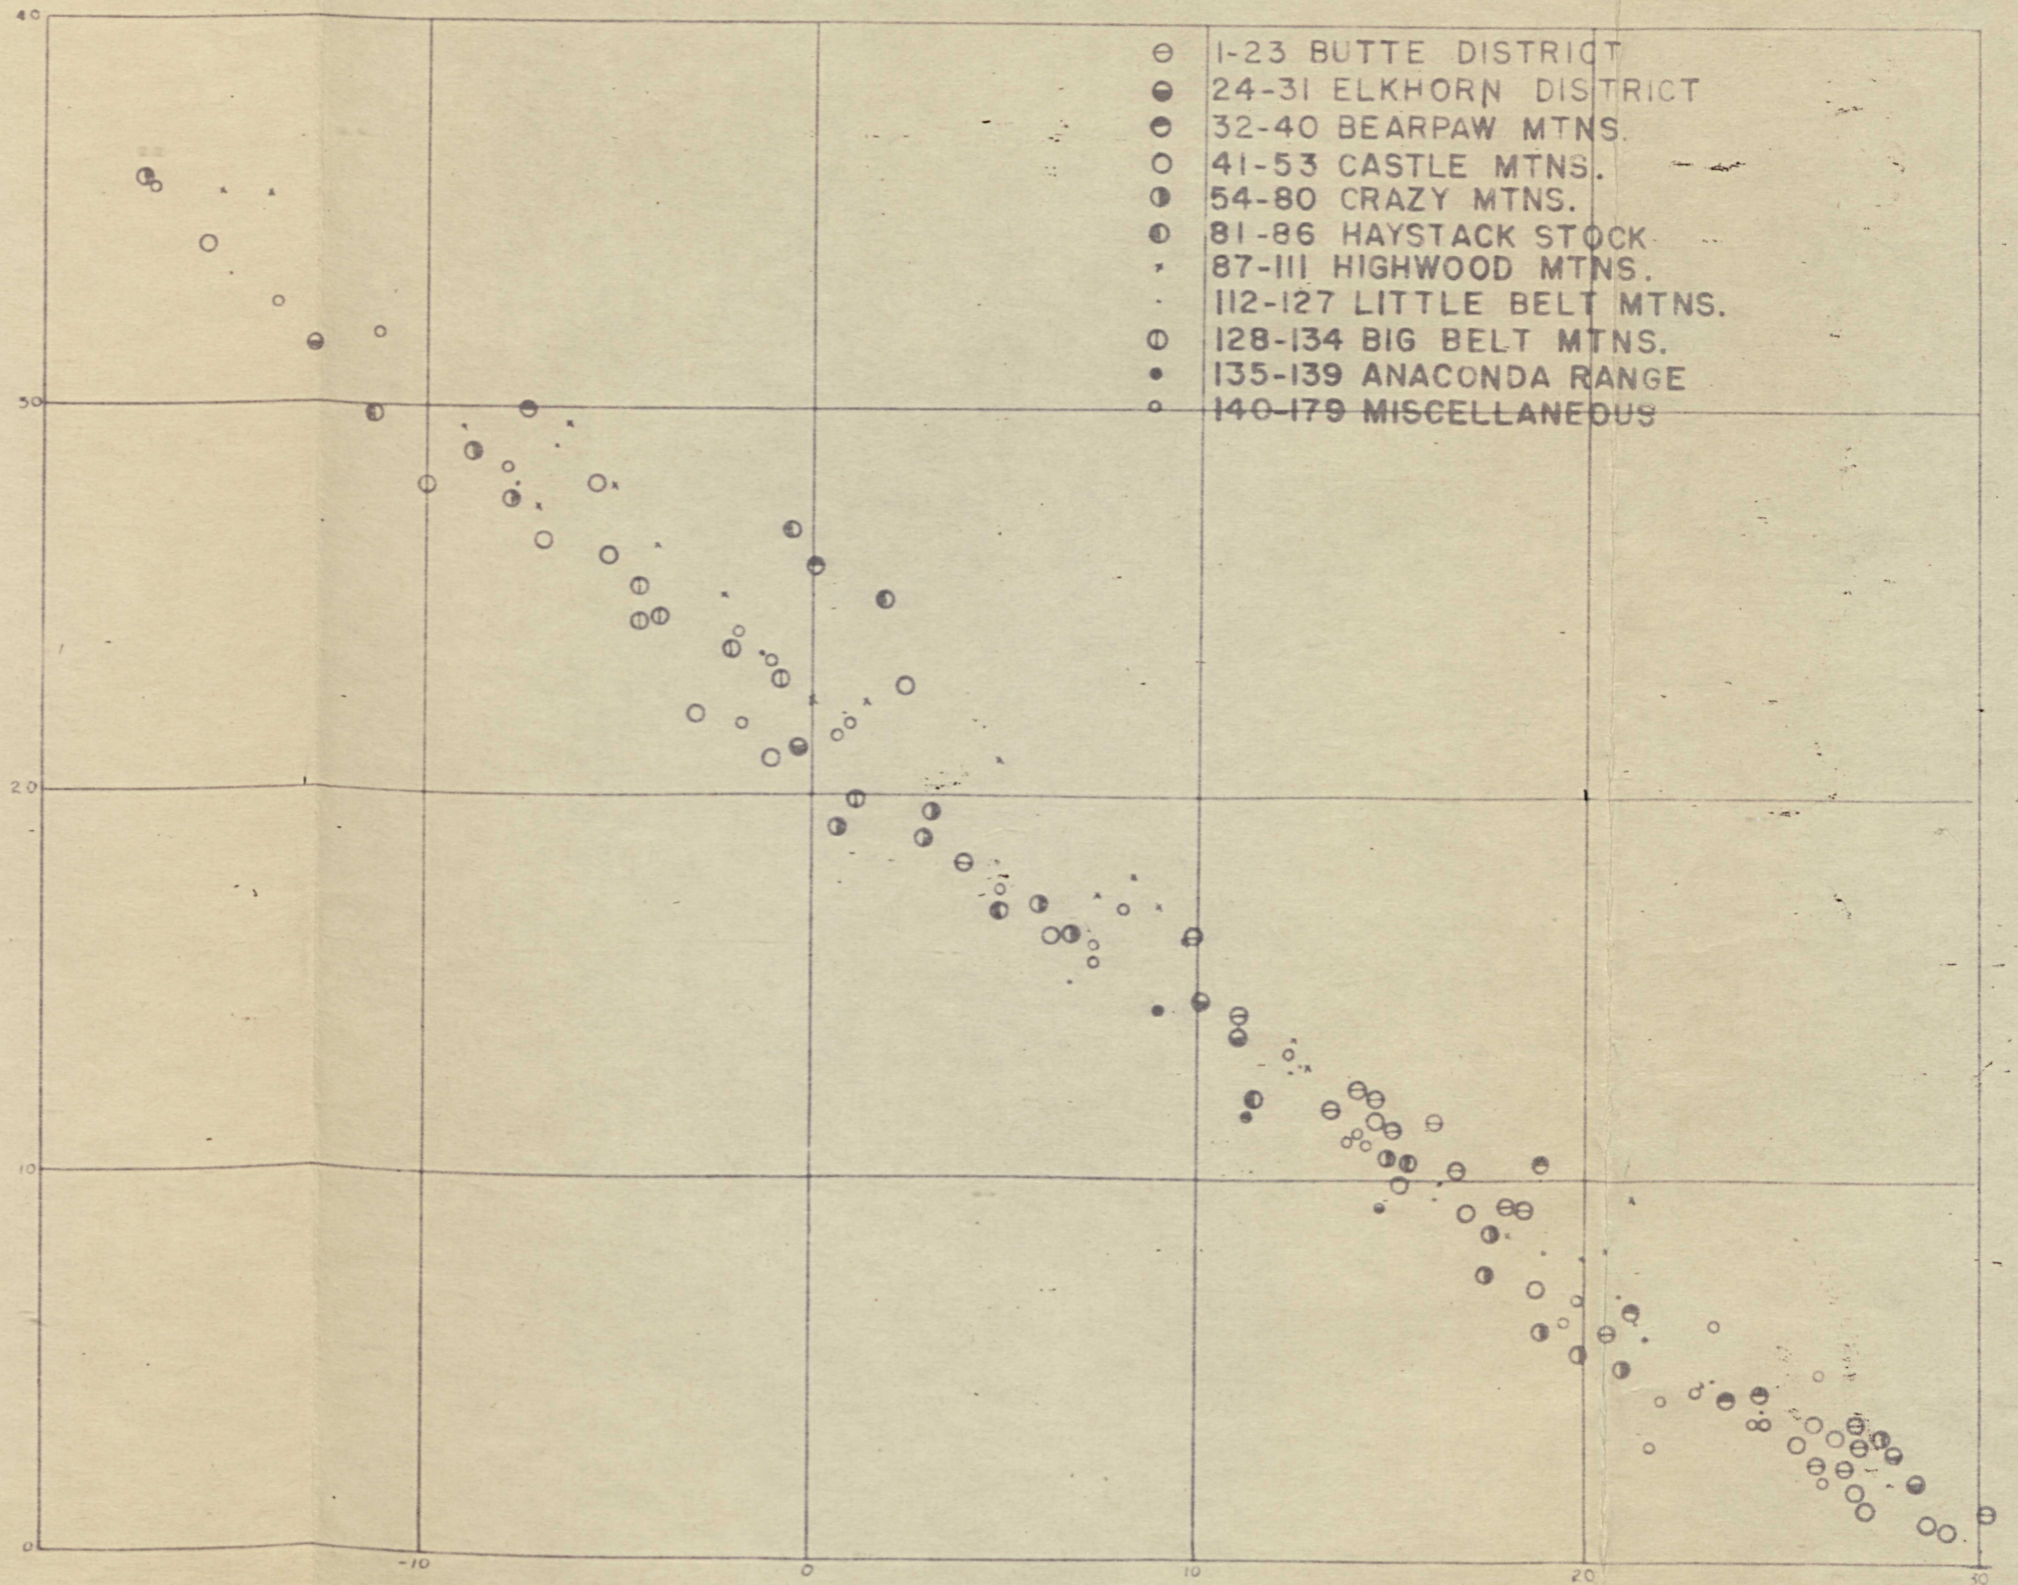 40
1-23 BUTTE DISTRICT
24-31 ELKHORN DISTRICT
32-40 BEARPAW MTNS.
41-53 CASTLE MTNS.
54-80 CRAZY MTNS.
81-86 HAYSTACK STOCK
87-111 HIGHWOOD MTNS.
112-127 LITTLE BELT MTNS.
128-134 BIG BELT MTNS.
135-139 ANACONDA RANGE
140-179 MISCELLANEOUS
30
20
10
0
-10 0 10 20 30